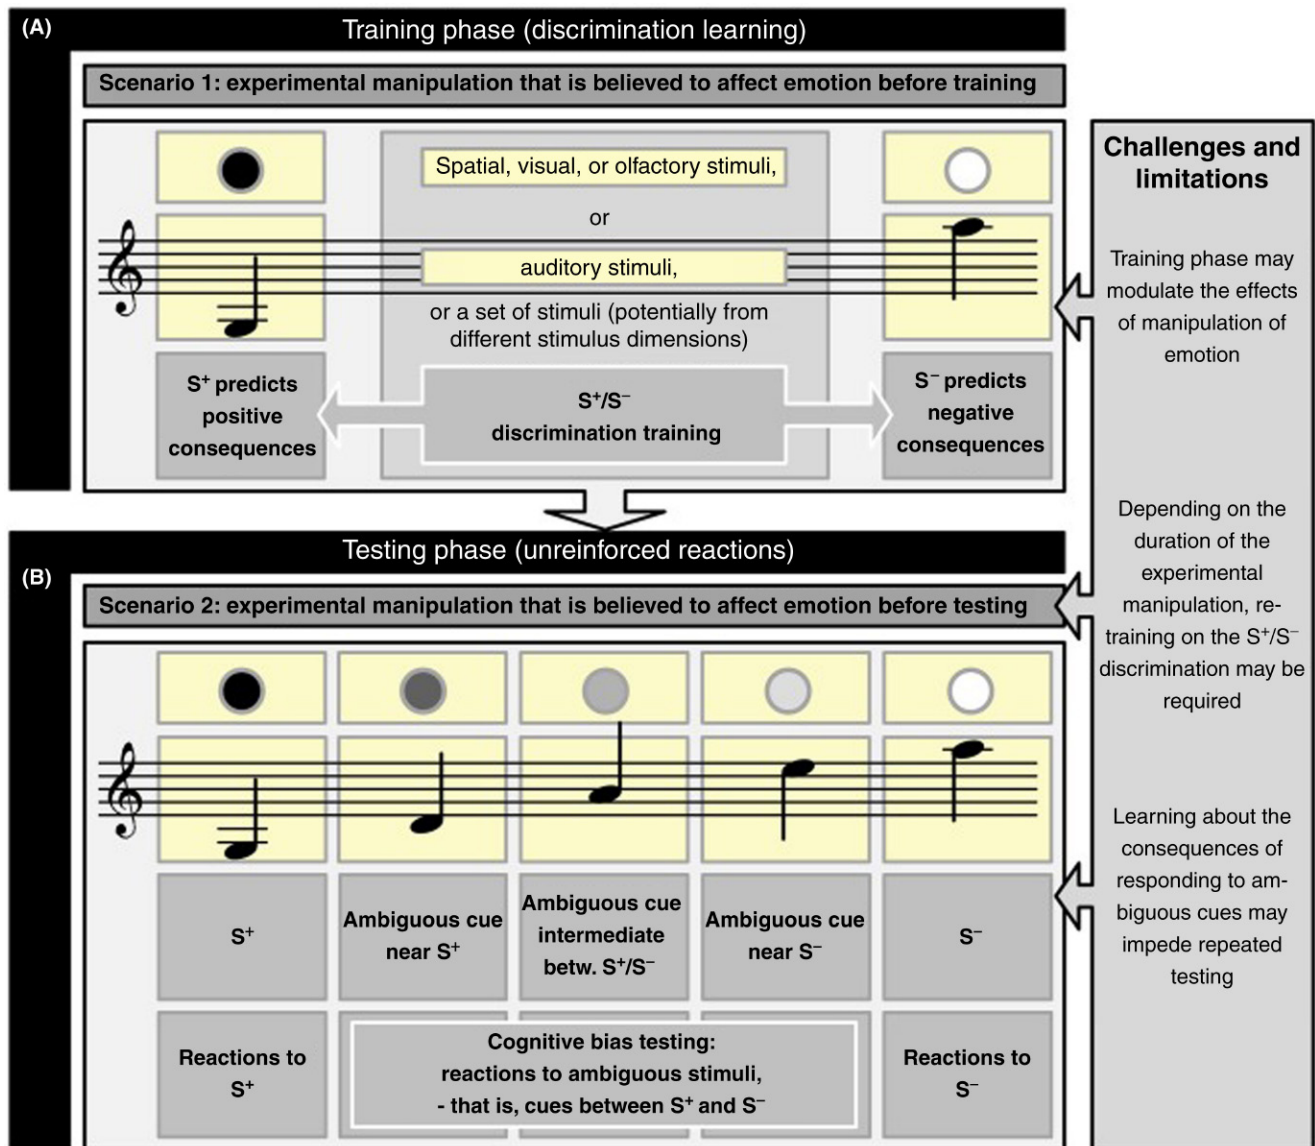 (A)
Training phase (discrimination learning)
Scenario 1: experimental manipulation that is believed to affect emotion before training
Spatial, visual, or olfactory stimuli,
or
auditory stimuli,
or a set of stimuli (potentially from
different stimulus dimensions)
S⁺ predicts
positive
consequences
S⁺/S⁻
discrimination training
S⁻ predicts
negative
consequences
(B)
Testing phase (unreinforced reactions)
Scenario 2: experimental manipulation that is believed to affect emotion before testing
S⁺
Ambiguous cue
near S⁺
Ambiguous cue
intermediate
betw. S⁺/S⁻
Ambiguous cue
near S⁻
S⁻
Reactions to
S⁺
Cognitive bias testing:
reactions to ambiguous stimuli,
- that is, cues between S⁺ and S⁻
Reactions to
S⁻
Challenges and
limitations
Training phase may
modulate the effects
of manipulation of
emotion
Depending on the
duration of the
experimental
manipulation, re-
training on the S⁺/S⁻
discrimination may be
required
Learning about the
consequences of
responding to am-
biguous cues may
impede repeated
testing